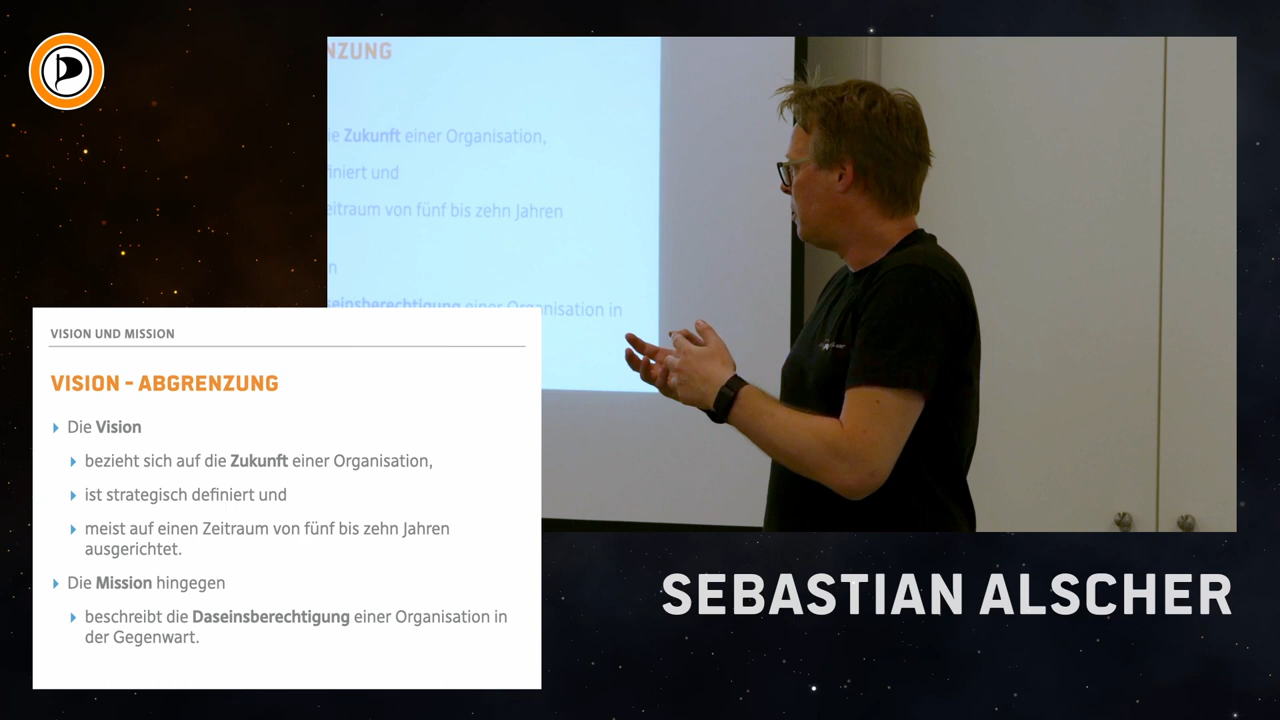 NZUNG
ie Zukunft einer Organisation,
finiert und
eitraum von fünf bis zehn Jahren
n
seinsberechtigung einer Organisation in
VISION UND MISSION
VISION - ABGRENZUNG
Die Vision
bezieht sich auf die Zukunft einer Organisation,
ist strategisch definiert und
meist auf einen Zeitraum von fünf bis zehn Jahren
ausgerichtet.
Die Mission hingegen
beschreibt die Daseinsberechtigung einer Organisation in
der Gegenwart.
SEBASTIAN ALSCHER